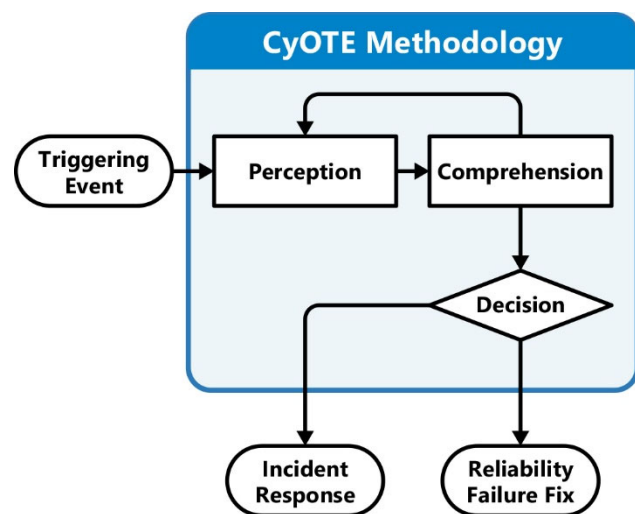 CyOTE Methodology
Triggering
Event
Perception
Comprehension
Decision
Incident
Response
Reliability
Failure Fix